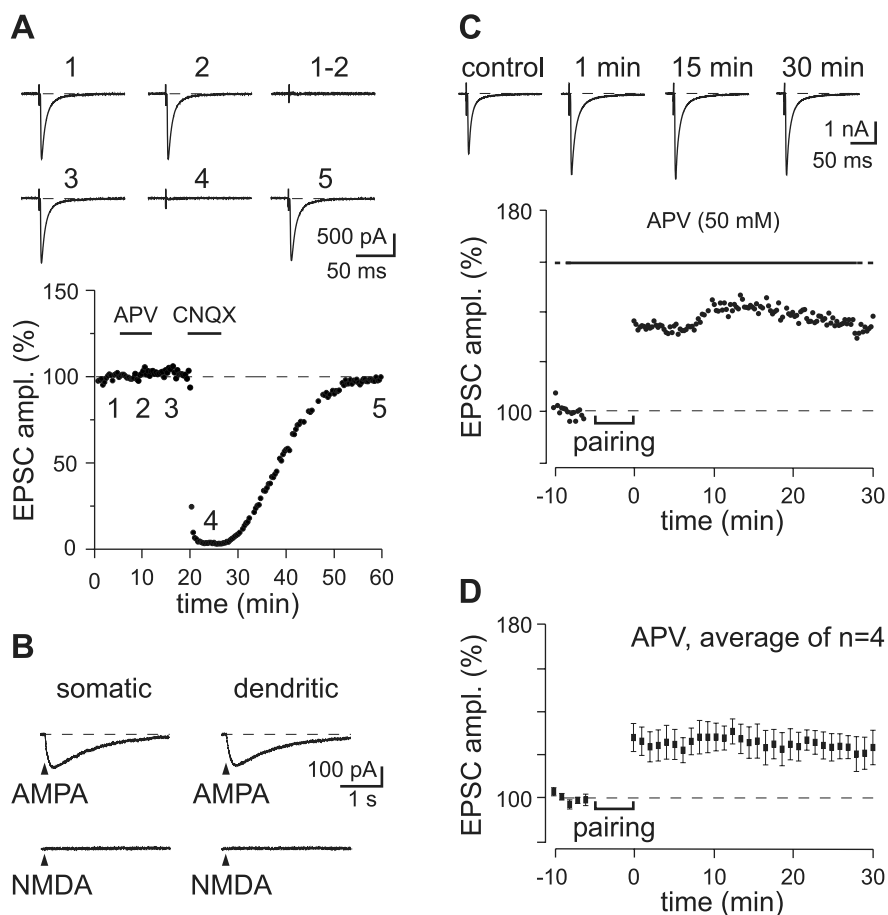 A
1 2 1-2
3 4 5
500 pA
50 ms
EPSC ampl. (%)
150
100
50
0
APV CNQX
1 2 3 4 5
0 10 20 30 40 50 60
time (min)
B
somatic dendritic
AMPA AMPA
100 pA
1 s
NMDA NMDA
C
control 1 min 15 min 30 min
1 nA
50 ms
EPSC ampl. (%)
180
100
APV (50 mM)
pairing
-10 0 10 20 30
time (min)
D
EPSC ampl. (%)
180
100
APV, average of n=4
pairing
-10 0 10 20 30
time (min)